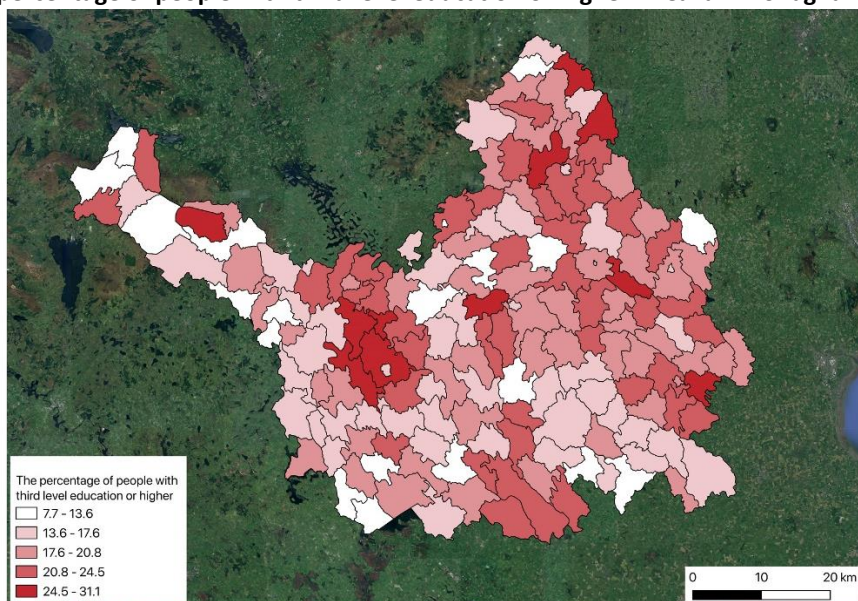 The percentage of people with
third level education or higher
7.7 - 13.6
13.6 - 17.6
17.6 - 20.8
20.8 - 24.5
24.5 - 31.1
0 10 20 km